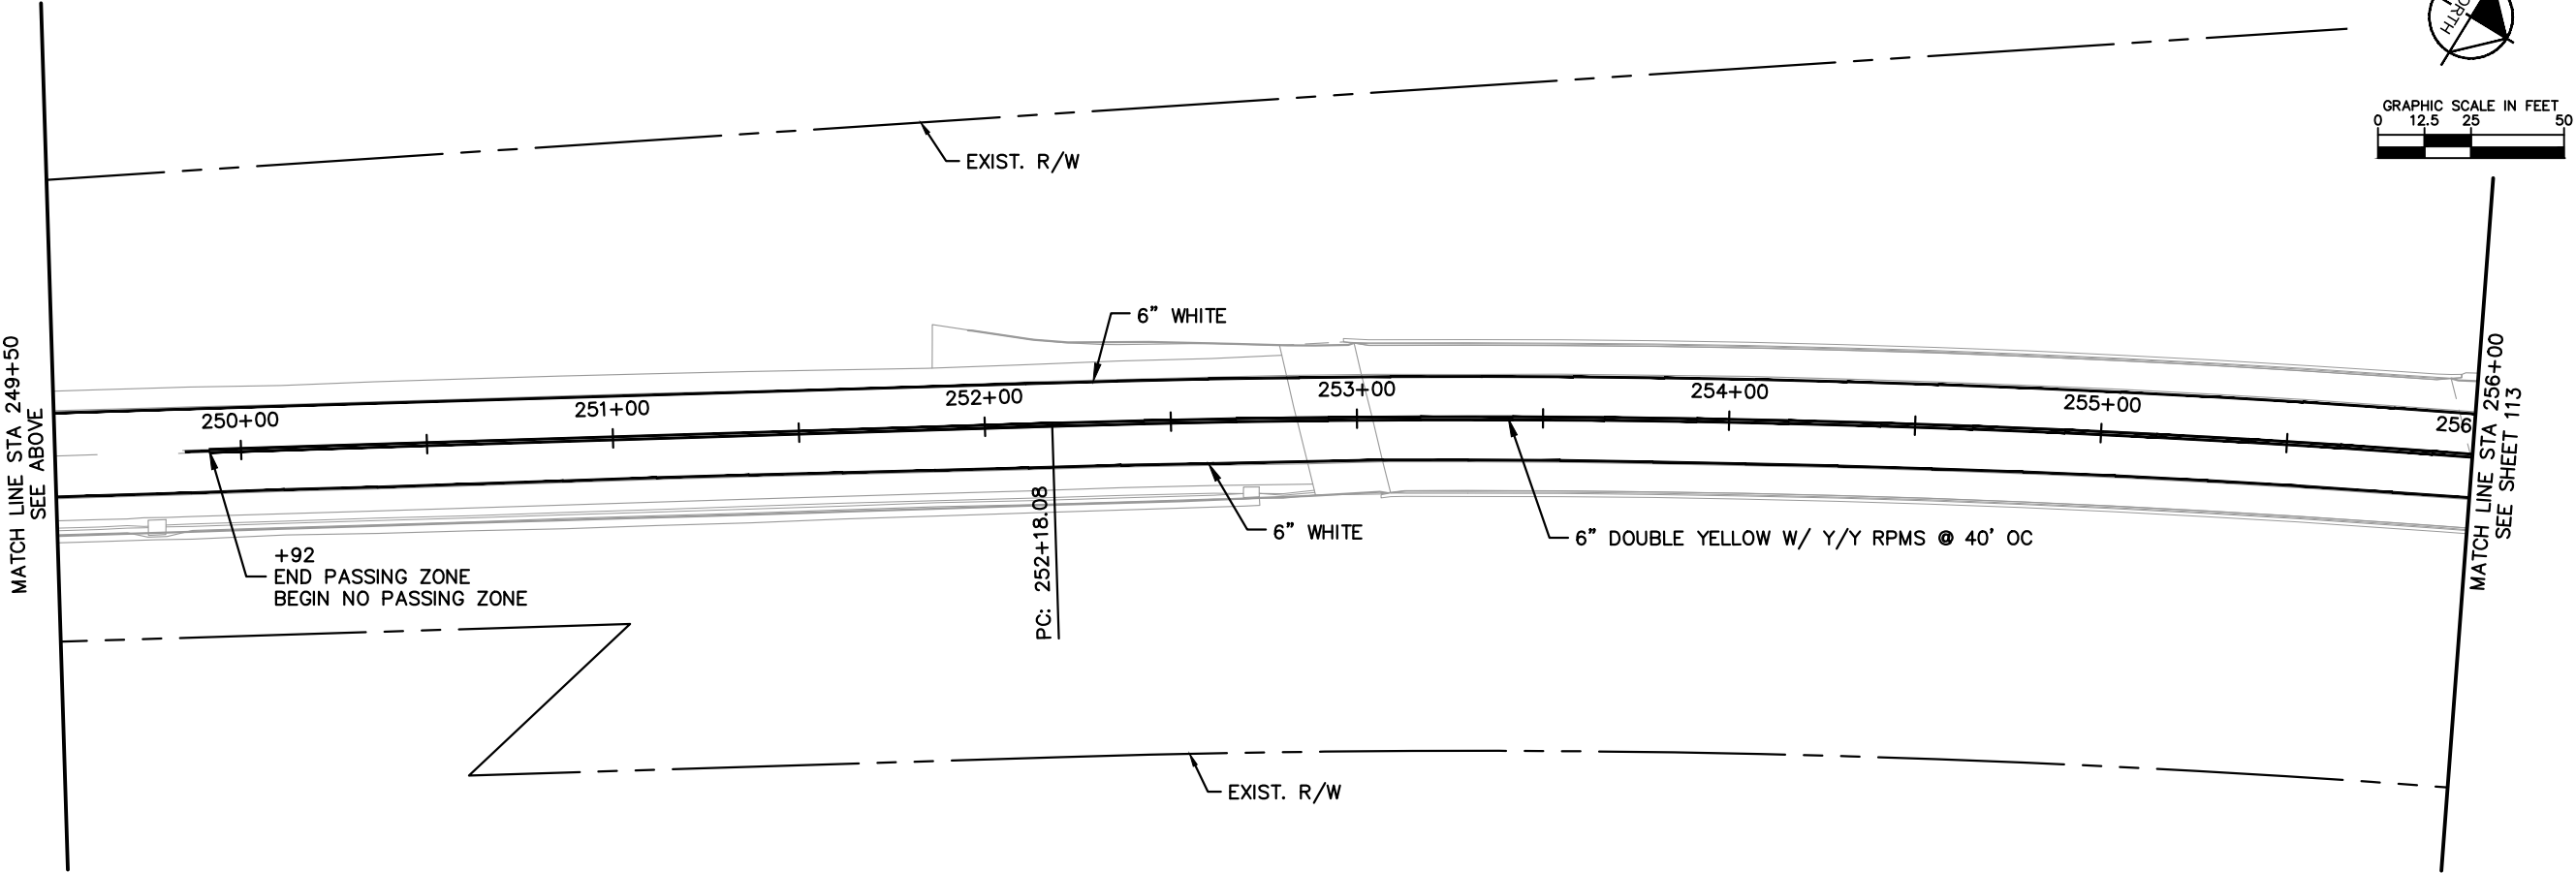 NORTH
GRAPHIC SCALE IN FEET
0 12.5 25 50
EXIST. R/W
6" WHITE
MATCH LINE STA 249+50
SEE ABOVE
250+00
251+00
252+00
253+00
254+00
255+00
256
MATCH LINE STA 256+00
SEE SHEET 113
+92
END PASSING ZONE
BEGIN NO PASSING ZONE
PC: 252+18.08
6" WHITE
6" DOUBLE YELLOW W/ Y/Y RPMS @ 40' OC
EXIST. R/W